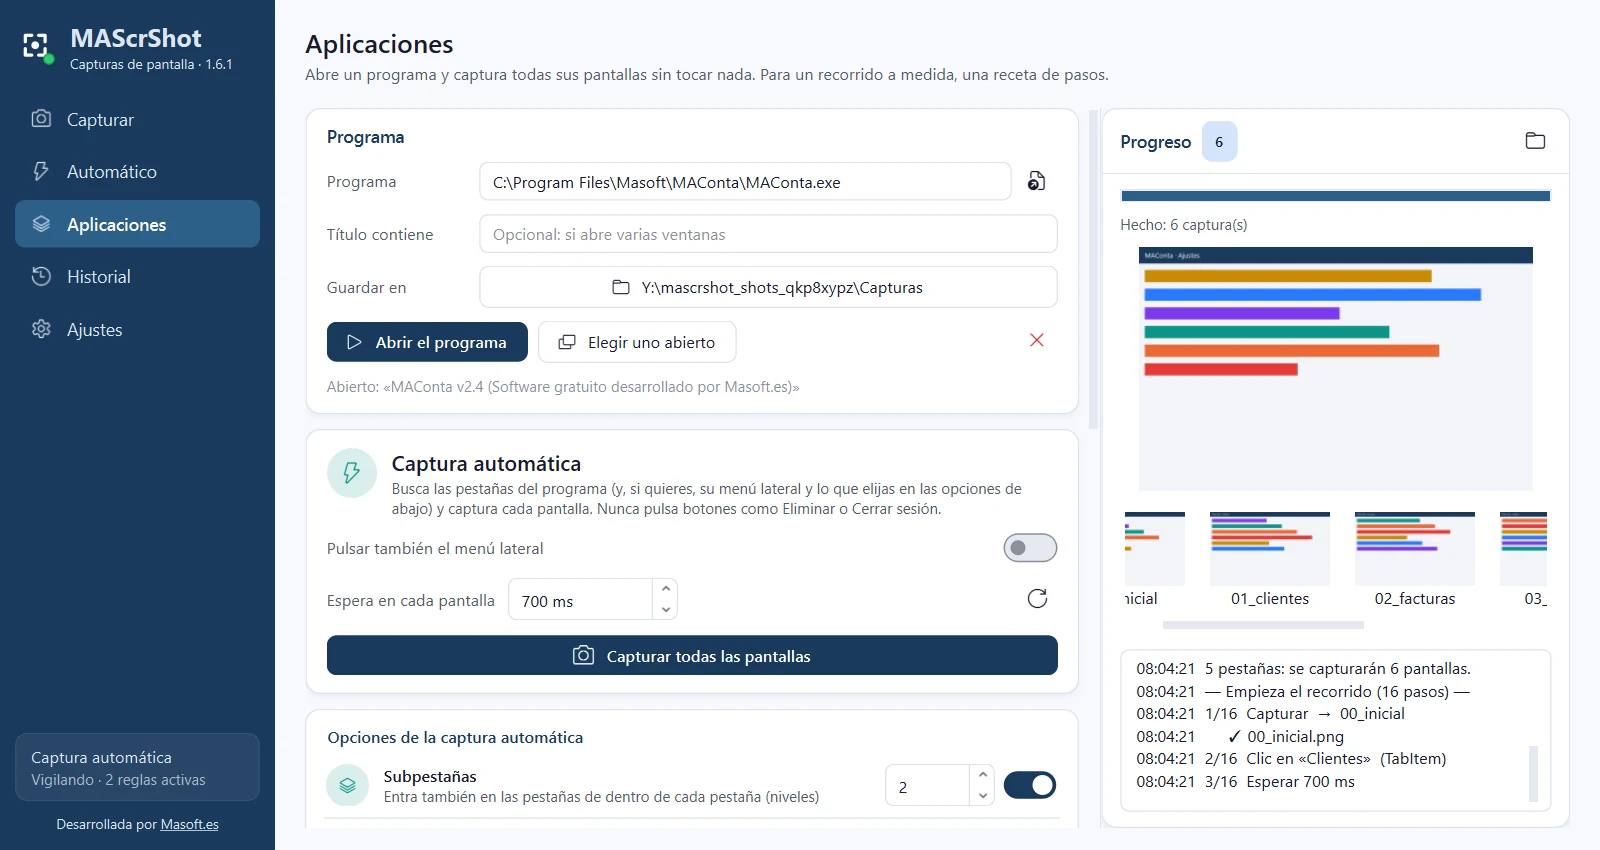 MAScrShot
Capturas de pantalla · 1.6.1
Capturar
Automático
Aplicaciones
Historial
Ajustes
Captura automática
Vigilando · 2 reglas activas
Desarrollada por Masoft.es
Aplicaciones
Abre un programa y captura todas sus pantallas sin tocar nada. Para un recorrido a medida, una receta de pasos.
Programa
Programa
C:\Program Files\Masoft\MAConta\MAConta.exe
Título contiene
Opcional: si abre varias ventanas
Guardar en
Y:\mascrshot_shots_qkp8xypz\Capturas
Abrir el programa
Elegir uno abierto
Abierto: «MAConta v2.4 (Software gratuito desarrollado por Masoft.es)»
Captura automática
Busca las pestañas del programa (y, si quieres, su menú lateral y lo que elijas en las opciones de
abajo) y captura cada pantalla. Nunca pulsa botones como Eliminar o Cerrar sesión.
Pulsar también el menú lateral
Espera en cada pantalla
700 ms
Capturar todas las pantallas
Opciones de la captura automática
Subpestañas
Entra también en las pestañas de dentro de cada pestaña (niveles)
2
Progreso
6
Hecho: 6 captura(s)
MAConta · Ajustes
nicial
01_clientes
02_facturas
03_
08:04:21 5 pestañas: se capturarán 6 pantallas.
08:04:21 — Empieza el recorrido (16 pasos) —
08:04:21 1/16 Capturar → 00_inicial
08:04:21 ✓ 00_inicial.png
08:04:21 2/16 Clic en «Clientes» (TabItem)
08:04:21 3/16 Esperar 700 ms